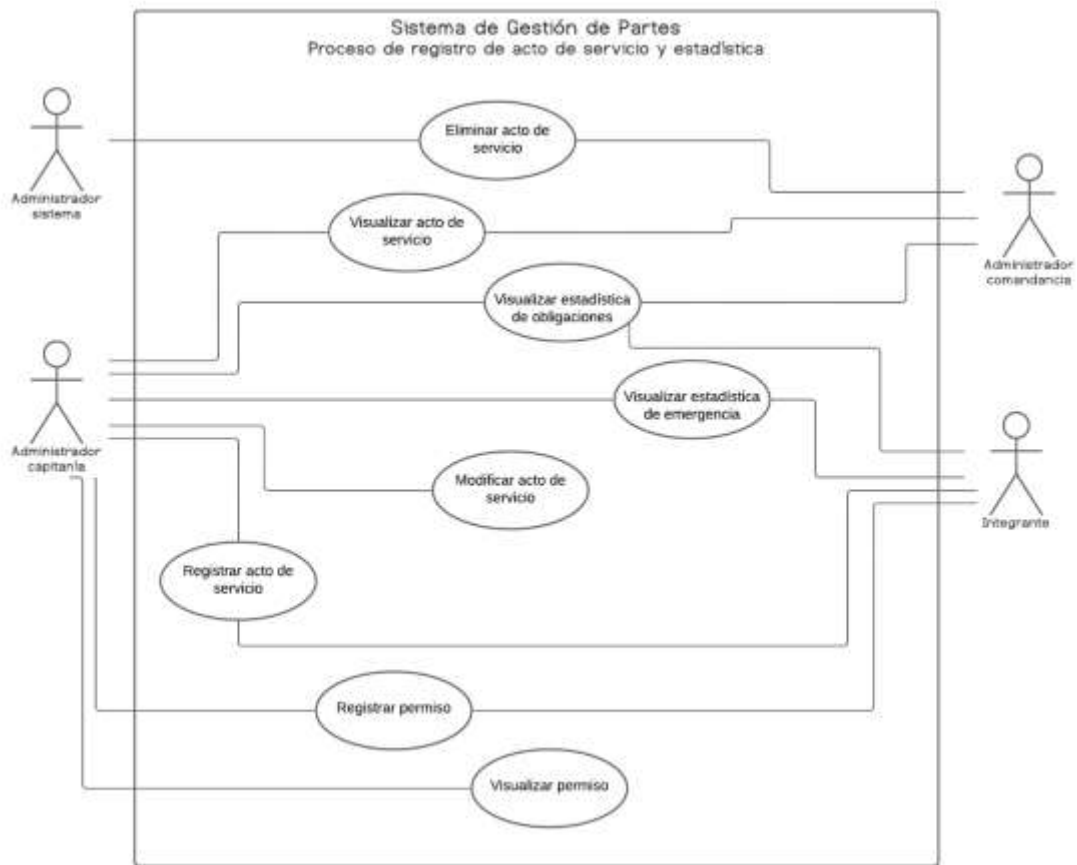 Sistema de Gestión de Partes
Proceso de registro de acto de servicio y estadística
Eliminar acto de
servicio
Administrador
sistema
Visualizar acto de
servicio
Administrador
comandancia
Visualizar estadística
de obligaciones
Visualizar estadística
de emergencia
Administrador
capitanía
Modificar acto de
servicio
Integrante
Registrar acto de
servicio
Registrar permiso
Visualizar permiso